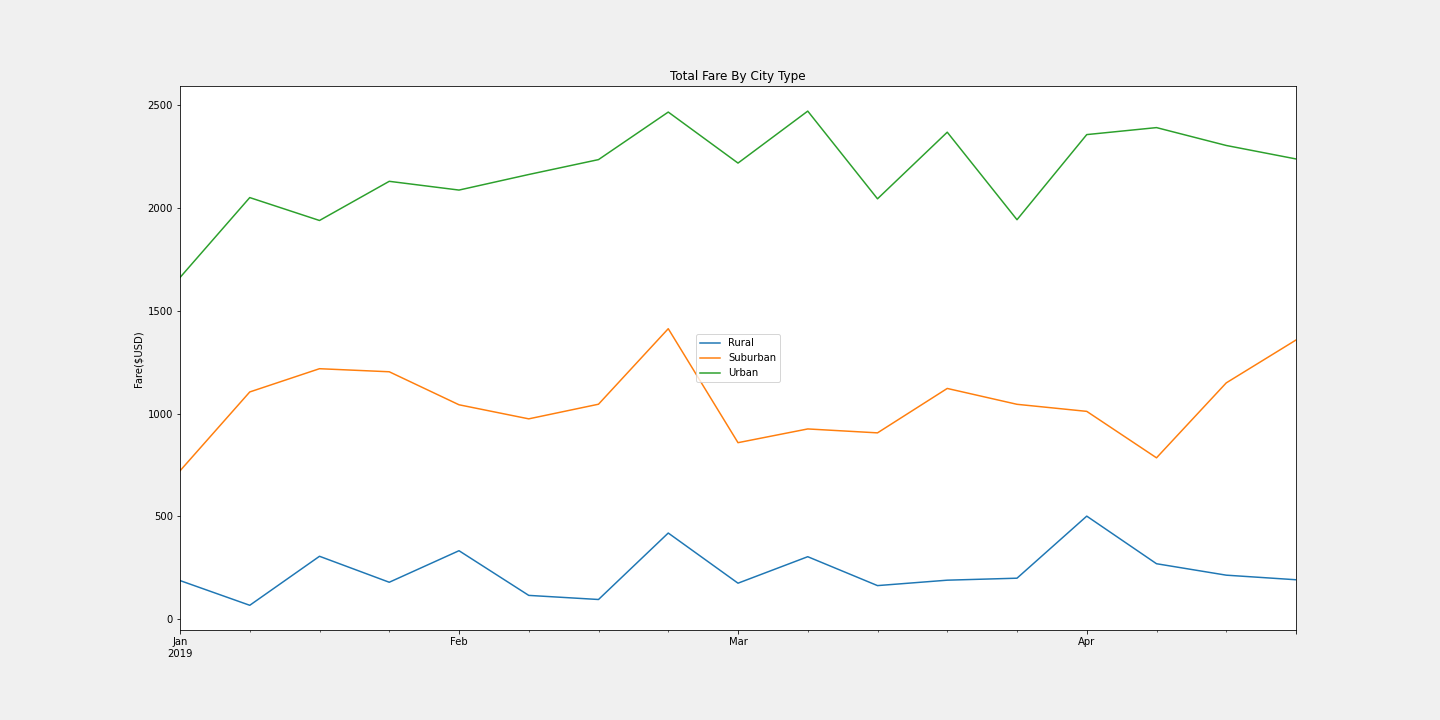 Total Fare By City Type
2500
2000
1500
1000
500
0
Fare($USD)
Rural
Suburban
Urban
Jan
2019
Feb
Mar
Apr